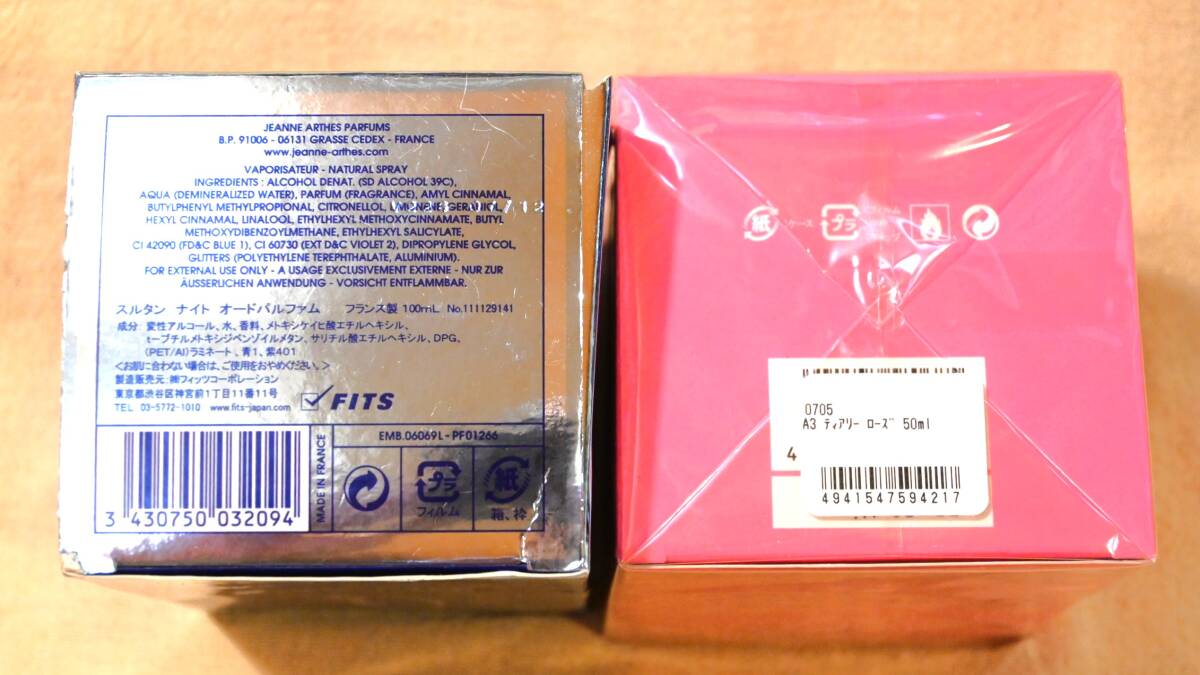 JEANNE ARTHES PARFUMS
B.P. 91006 - 06131 GRASSE CEDEX - FRANCE
www.jeanne-arthes.com
VAPORISATEUR - NATURAL SPRAY
INGREDIENTS : ALCOHOL DENAT. (SD ALCOHOL 39C),
AQUA (DEMINERALIZED WATER), PARFUM (FRAGRANCE), AMYL CINNAMAL,
BUTYLPHENYL METHYLPROPIONAL, CITRONELLOL, LIMONENE, GERANIOL,
HEXYL CINNAMAL, LINALOOL, ETHYLHEXYL METHOXYCINNAMATE, BUTYL
METHOXYDIBENZOYLMETHANE, ETHYLHEXYL SALICYLATE,
CI 42090 (FD&C BLUE 1), CI 60730 (EXT D&C VIOLET 2), DIPROPYLENE GLYCOL,
GLITTERS (POLYETHYLENE TEREPHTHALATE, ALUMINIUM).
FOR EXTERNAL USE ONLY - A USAGE EXCLUSIVEMENT EXTERNE - NUR ZUR
ÄUSSERLICHEN ANWENDUNG - VORSICHT ENTFLAMMBAR.
スルタン ナイト オードパルファム フランス製 100mL No.111129141
成分: 変性アルコール、水、香料、メトキシケイヒ酸エチルヘキシル、
t-ブチルメトキシジベンゾイルメタン、サリチル酸エチルヘキシル、DPG、
(PET/Al)ラミネート、青1、紫401
<お肌に合わない場合は、ご使用をおやめください。>
製造販売元:㈱フィッツコーポレーション
東京都渋谷区神宮前1丁目11番11号
TEL 03-5772-1010 www.fits-japan.com
FITS
EMB.06069L-PF01266
MADE IN FRANCE
プラ
フィルム
紙
箱、枠
3 430750 032094
紙
ケース
プラ
フィルム
0705
A3 ティアリー ローズ 50ml
4
4941547594217